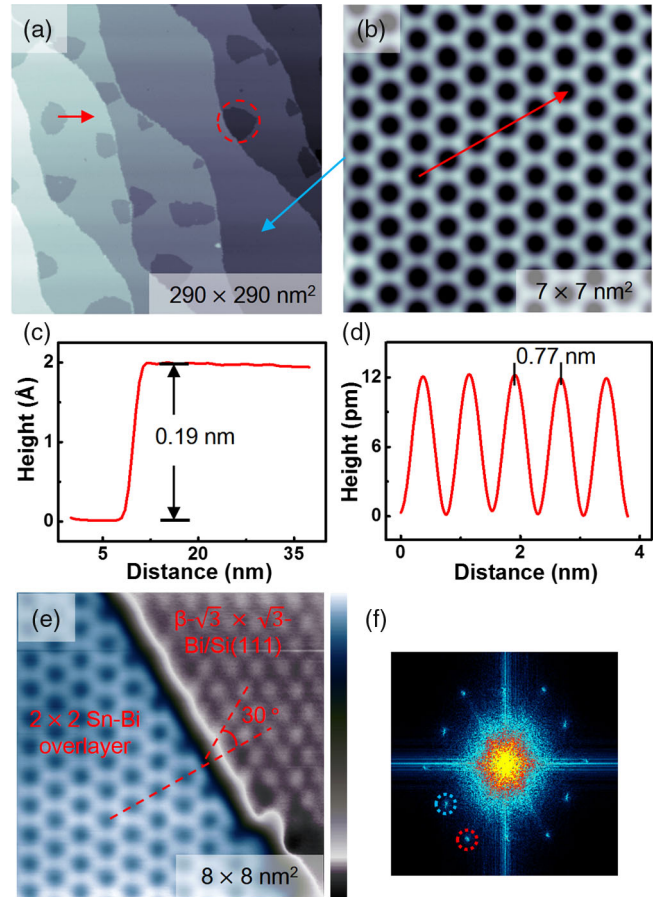 (a)
290 × 290 nm²
(b)
7 × 7 nm²
(c)
Height (Å)
2
1
0
0.19 nm
5
20
35
Distance (nm)
(d)
Height (pm)
12
6
0
0.77 nm
0
2
4
Distance (nm)
(e)
β-√3 × √3-
Bi/Si(111)
2 × 2 Sn-Bi
overlayer
30 °
8 × 8 nm²
(f)